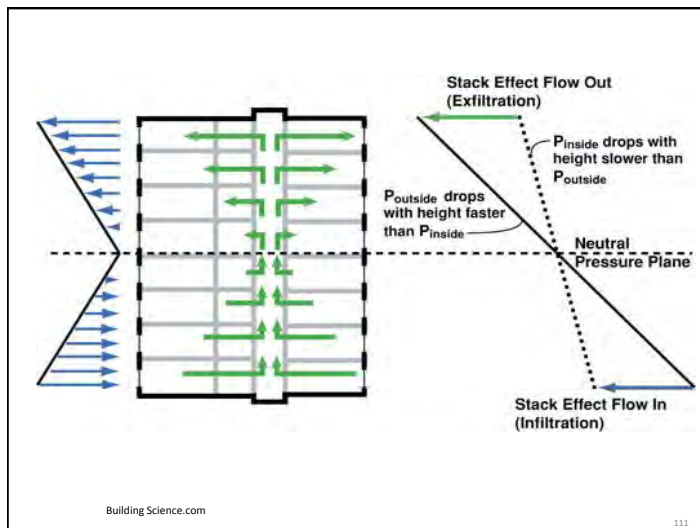 Stack Effect Flow Out
(Exfiltration)
Pinside drops with
height slower than
Poutside
Poutside drops
with height faster
than Pinside
Neutral
Pressure Plane
Stack Effect Flow In
(Infiltration)
Building Science.com
111